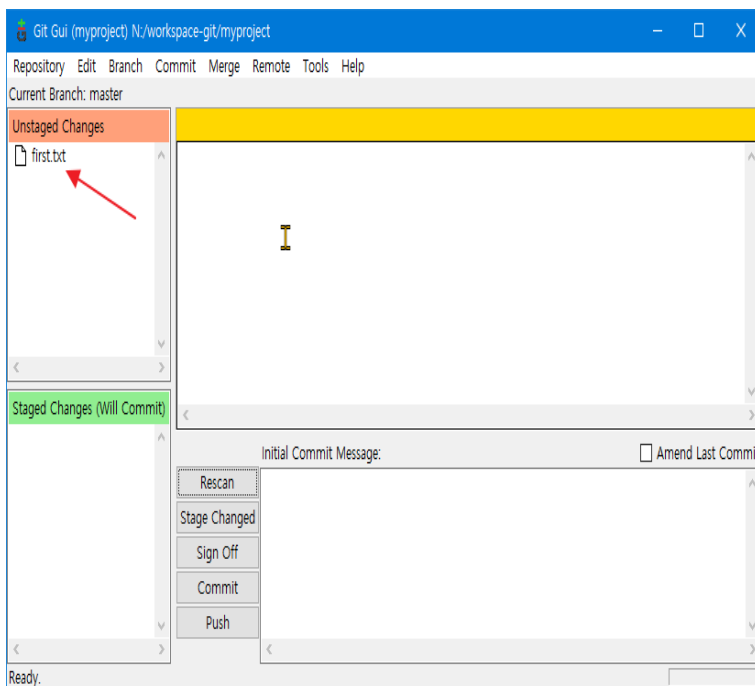 Git Gui (myproject) N:/workspace-git/myproject
Repository Edit Branch Commit Merge Remote Tools Help
Current Branch: master
Unstaged Changes
first.txt
Staged Changes (Will Commit)
Initial Commit Message:
Amend Last Commi
Rescan
Stage Changed
Sign Off
Commit
Push
Ready.